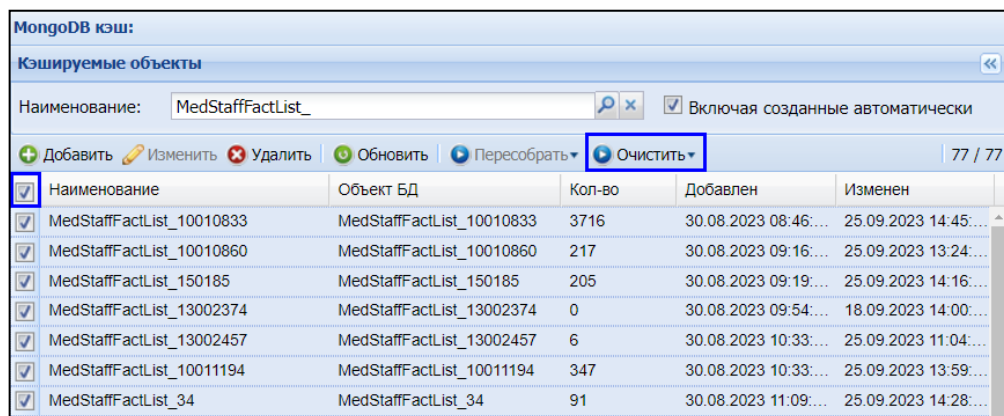 MongoDB кэш:
Кэшируемые объекты
Наименование: MedStaffFactList_ Включая созданные автоматически
Добавить Изменить Удалить Обновить Пересобрать Очистить 77 / 77
Наименование Объект БД Кол-во Добавлен Изменен
MedStaffFactList_10010833 MedStaffFactList_10010833 3716 30.08.2023 08:46:... 25.09.2023 14:45:...
MedStaffFactList_10010860 MedStaffFactList_10010860 217 30.08.2023 09:16:... 25.09.2023 13:24:...
MedStaffFactList_150185 MedStaffFactList_150185 205 30.08.2023 09:19:... 25.09.2023 14:16:...
MedStaffFactList_13002374 MedStaffFactList_13002374 0 30.08.2023 09:54:... 18.09.2023 14:00:...
MedStaffFactList_13002457 MedStaffFactList_13002457 6 30.08.2023 10:33:... 25.09.2023 11:04:...
MedStaffFactList_10011194 MedStaffFactList_10011194 347 30.08.2023 10:33:... 25.09.2023 13:59:...
MedStaffFactList_34 MedStaffFactList_34 91 30.08.2023 11:09:... 25.09.2023 14:28:...